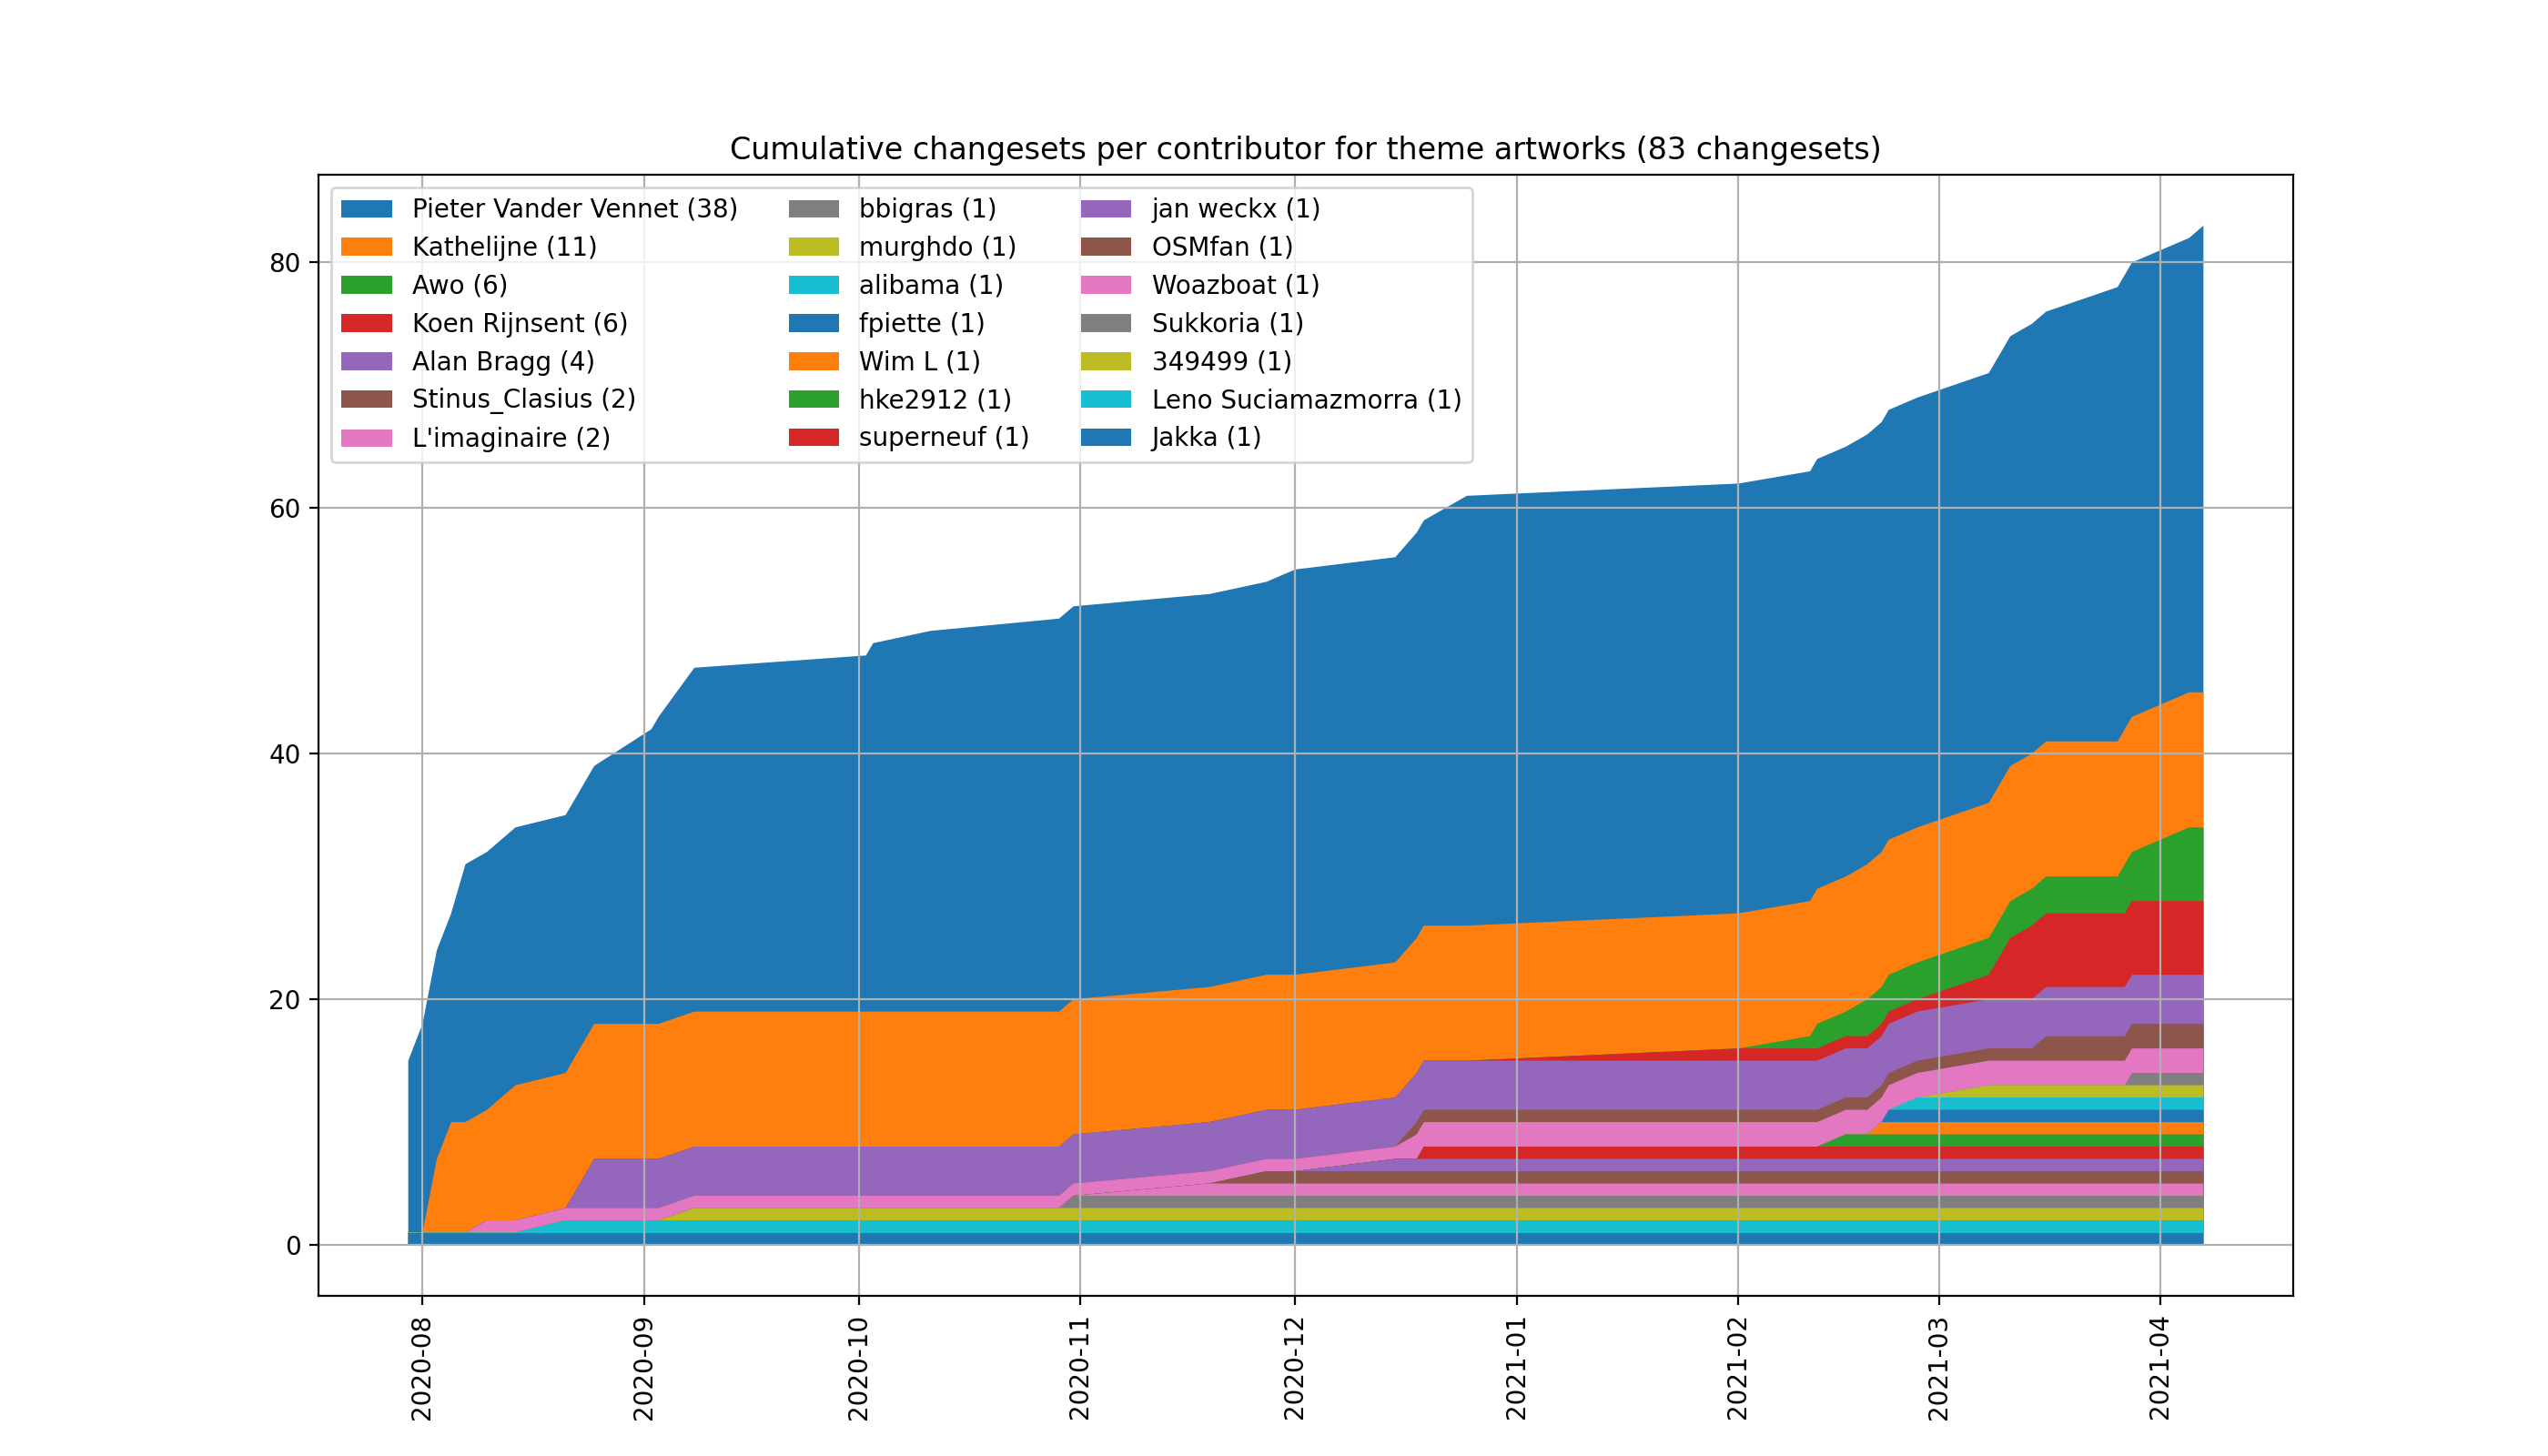 Cumulative changesets per contributor for theme artworks (83 changesets)
Pieter Vander Vennet (38)
Kathelijne (11)
Awo (6)
Koen Rijnsent (6)
Alan Bragg (4)
Stinus_Clasius (2)
L'imaginaire (2)
bbigras (1)
murghdo (1)
alibama (1)
fpiette (1)
Wim L (1)
hke2912 (1)
superneuf (1)
jan weckx (1)
OSMfan (1)
Woazboat (1)
Sukkoria (1)
349499 (1)
Leno Suciamazmorra (1)
Jakka (1)
80
60
40
20
0
2020-08
2020-09
2020-10
2020-11
2020-12
2021-01
2021-02
2021-03
2021-04